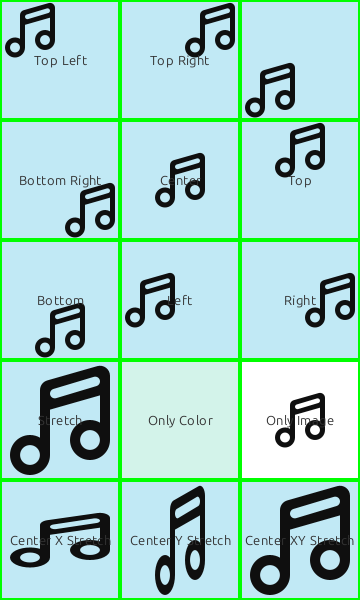 Top Left
Top Right
Bottom Right
Center
Top
Bottom
Left
Right
Stretch
Only Color
Only Image
Center X Stretch
Center Y Stretch
Center XY Stretch